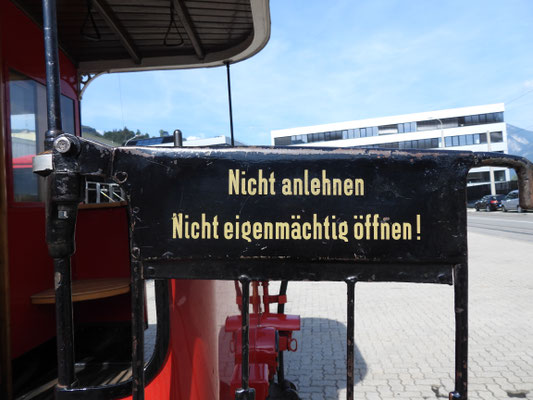 Nicht anlehnen
Nicht eigenmächtig öffnen!